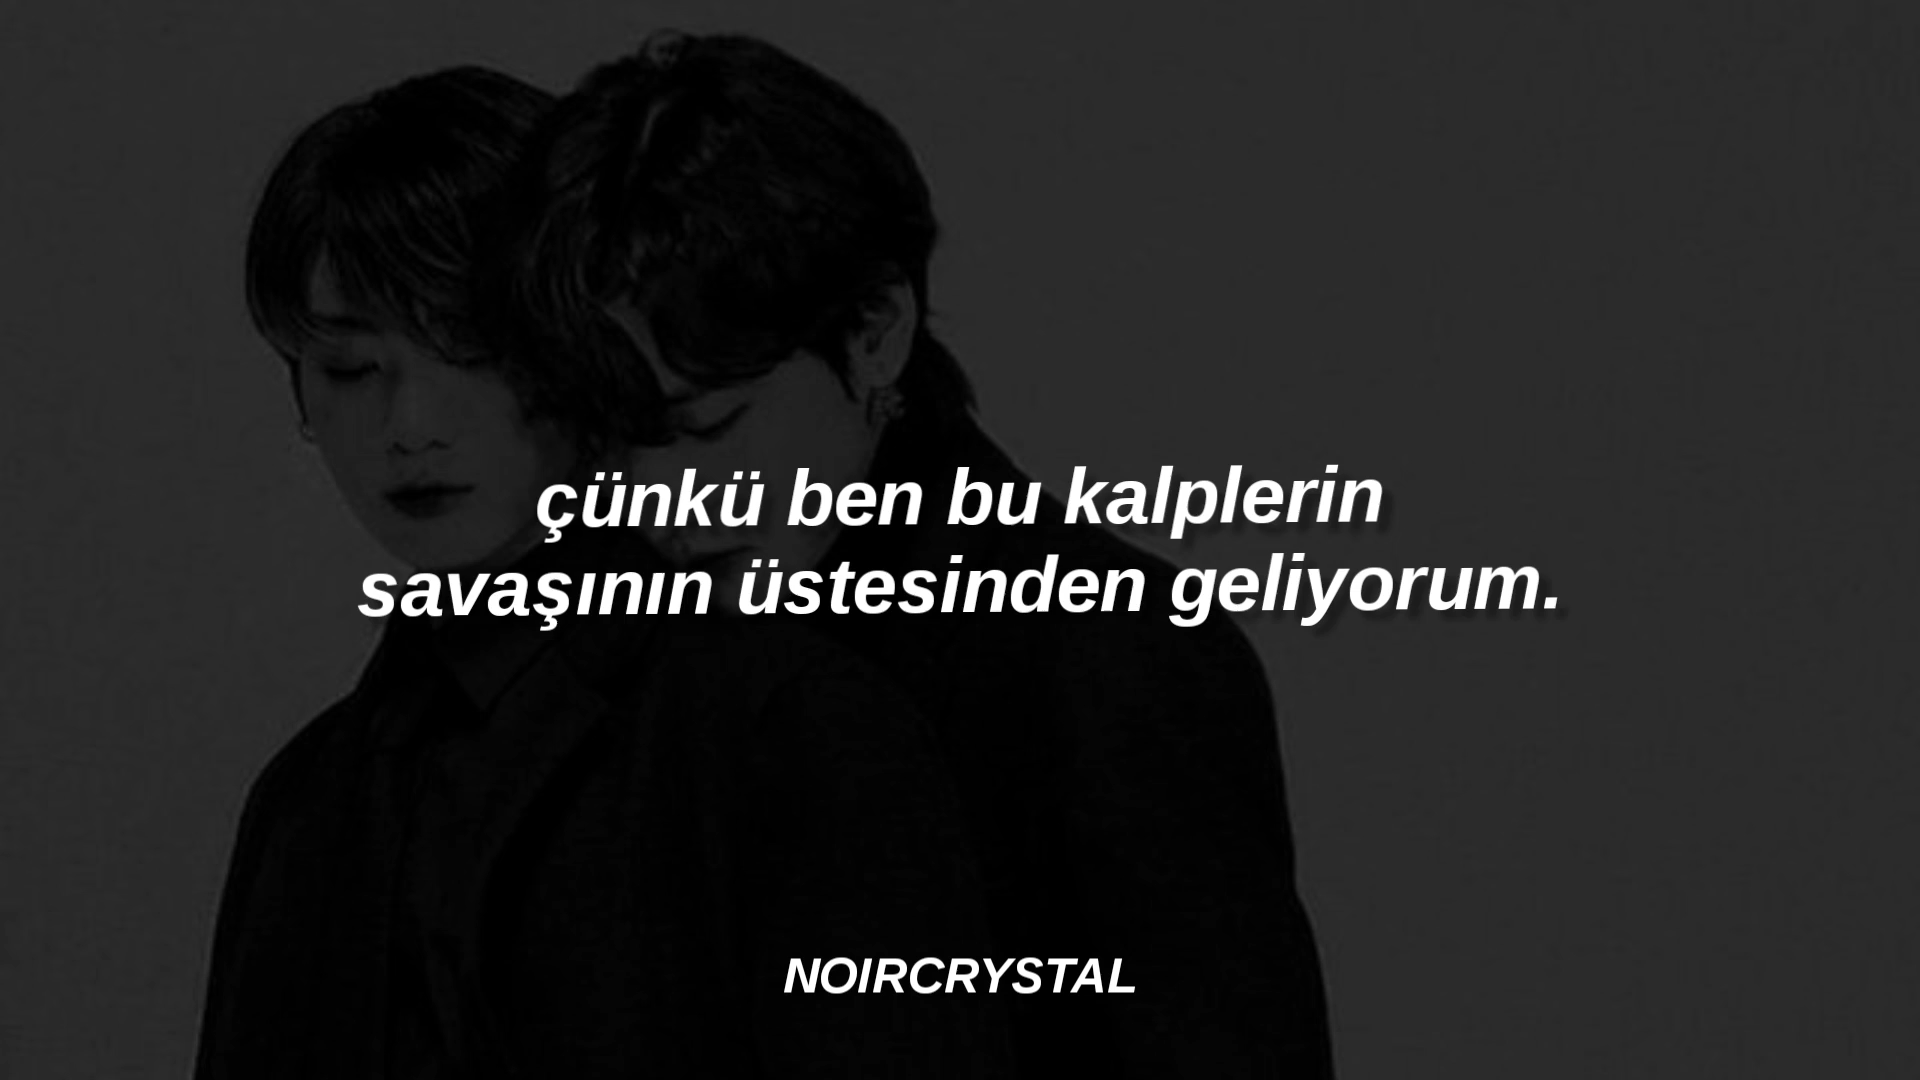 çünkü ben bu kalplerin
savaşının üstesinden geliyorum.
NOIRCRYSTAL